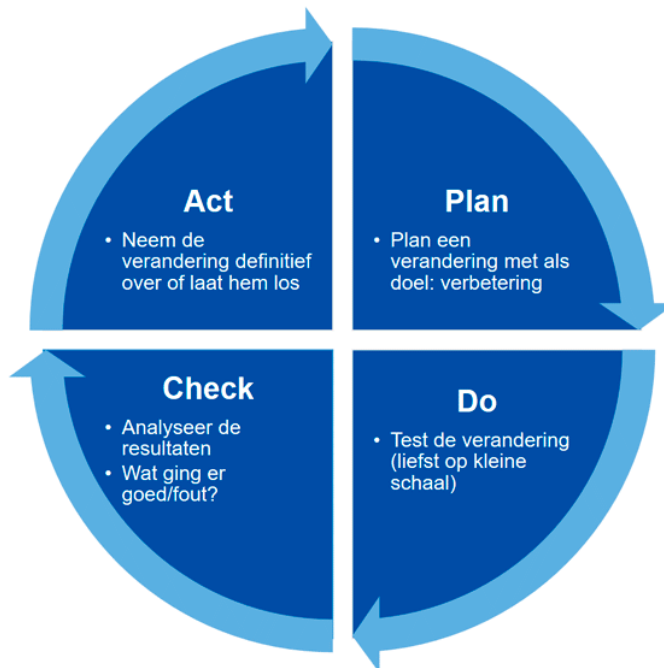 Act
• Neem de
verandering definitief
over of laat hem los
Plan
• Plan een
verandering met als
doel: verbetering
Check
• Analyseer de
resultaten
• Wat ging er
goed/fout?
Do
• Test de verandering
(liefst op kleine
schaal)